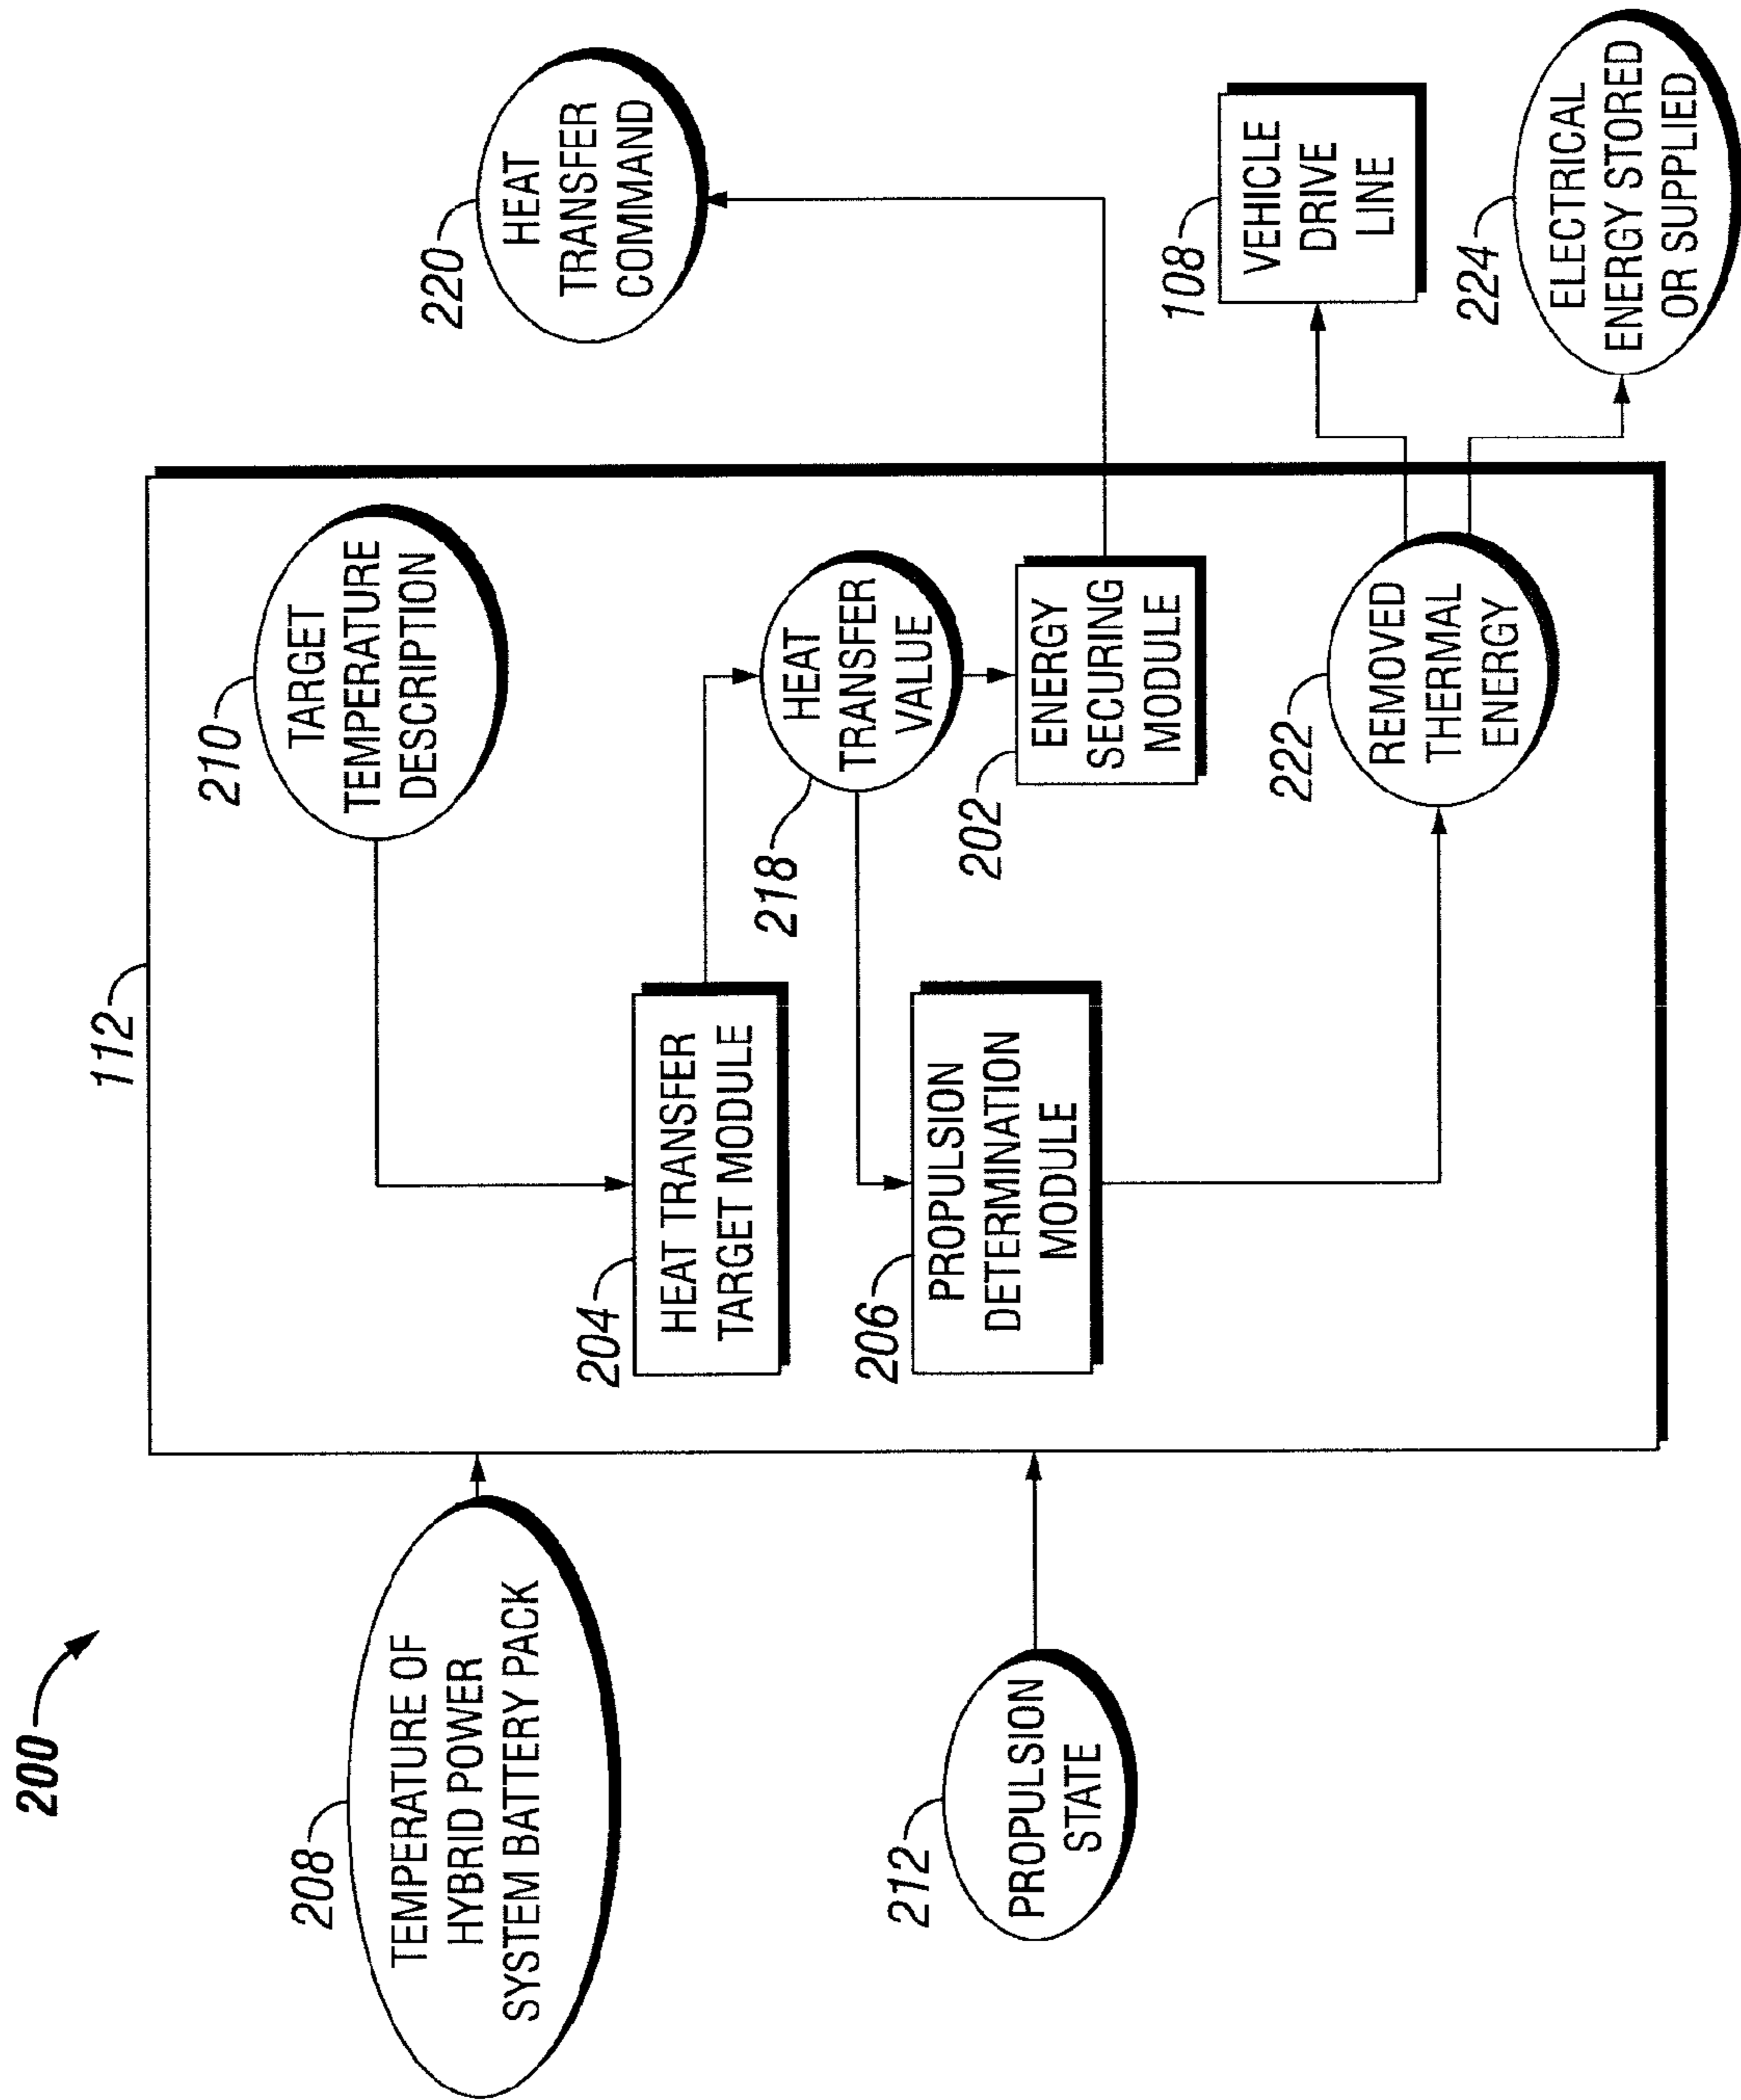 200
112
208
TEMPERATURE OF
HYBRID POWER
SYSTEM BATTERY PACK
212
PROPULSION
STATE
210
TARGET
TEMPERATURE
DESCRIPTION
204
HEAT TRANSFER
TARGET MODULE
218
HEAT
TRANSFER
VALUE
206
PROPULSION
DETERMINATION
MODULE
202
ENERGY
SECURING
MODULE
222
REMOVED
THERMAL
ENERGY
220
HEAT
TRANSFER
COMMAND
108
VEHICLE
DRIVE
LINE
224
ELECTRICAL
ENERGY STORED
OR SUPPLIED